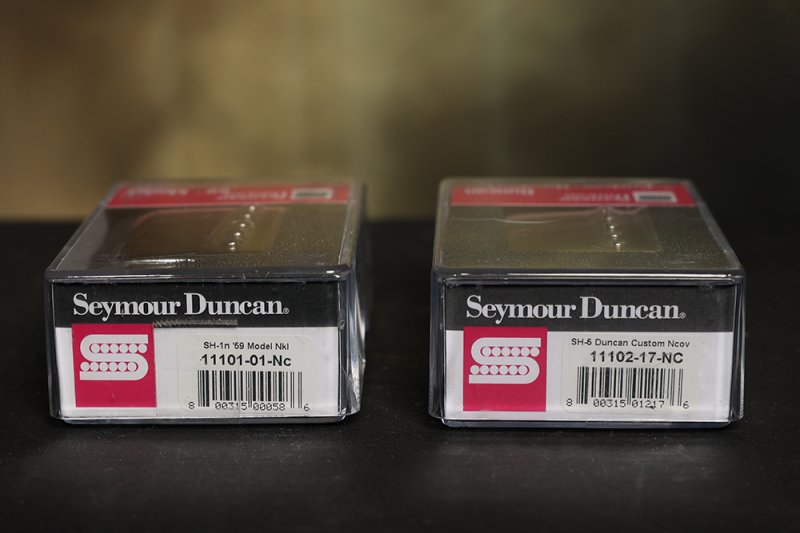 Seymour Duncan®
SH-1n '59 Model Nkl
11101-01-Nc
8 00315 00058 6
Seymour Duncan®
SH-5 Duncan Custom Ncov
11102-17-NC
8 00315 01217 6